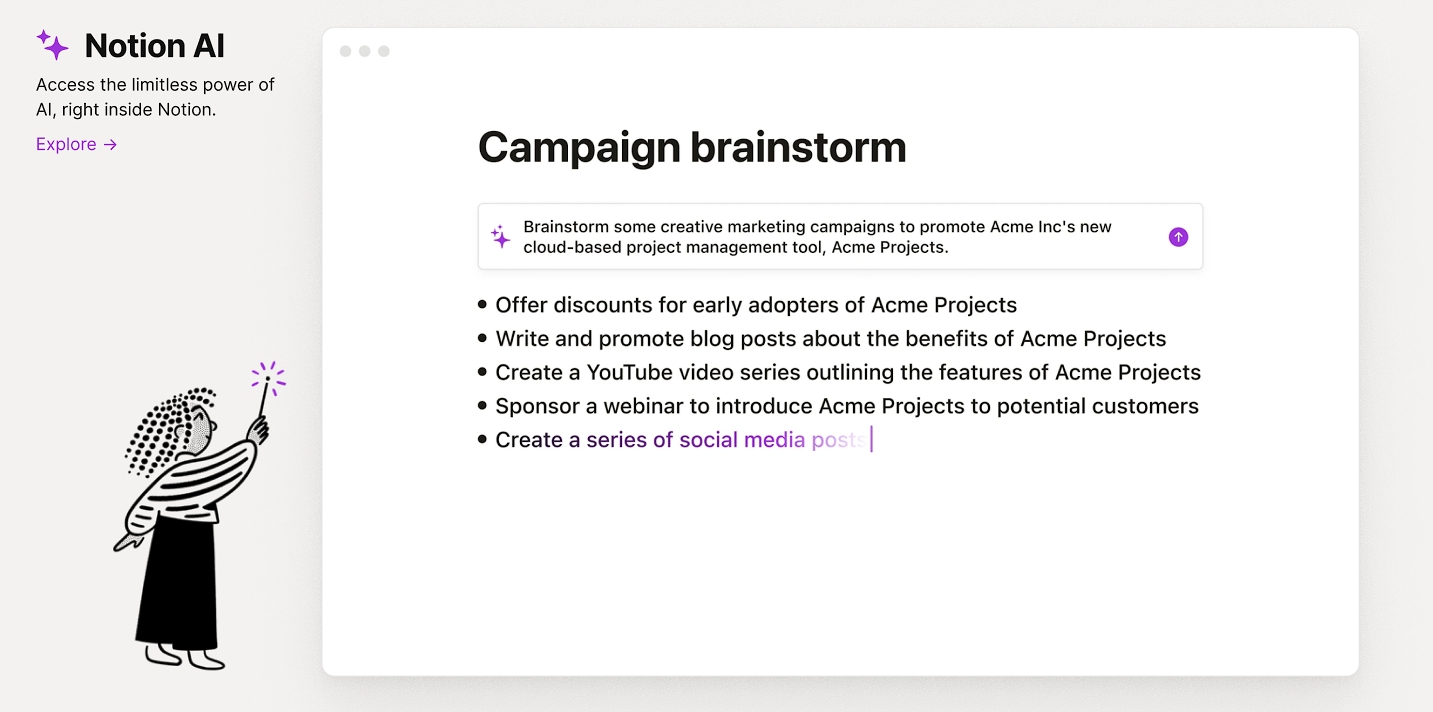 Notion AI
Access the limitless power of
AI, right inside Notion.
Explore →
Campaign brainstorm
Brainstorm some creative marketing campaigns to promote Acme Inc's new
cloud-based project management tool, Acme Projects.
• Offer discounts for early adopters of Acme Projects
• Write and promote blog posts about the benefits of Acme Projects
• Create a YouTube video series outlining the features of Acme Projects
• Sponsor a webinar to introduce Acme Projects to potential customers
• Create a series of social media posts